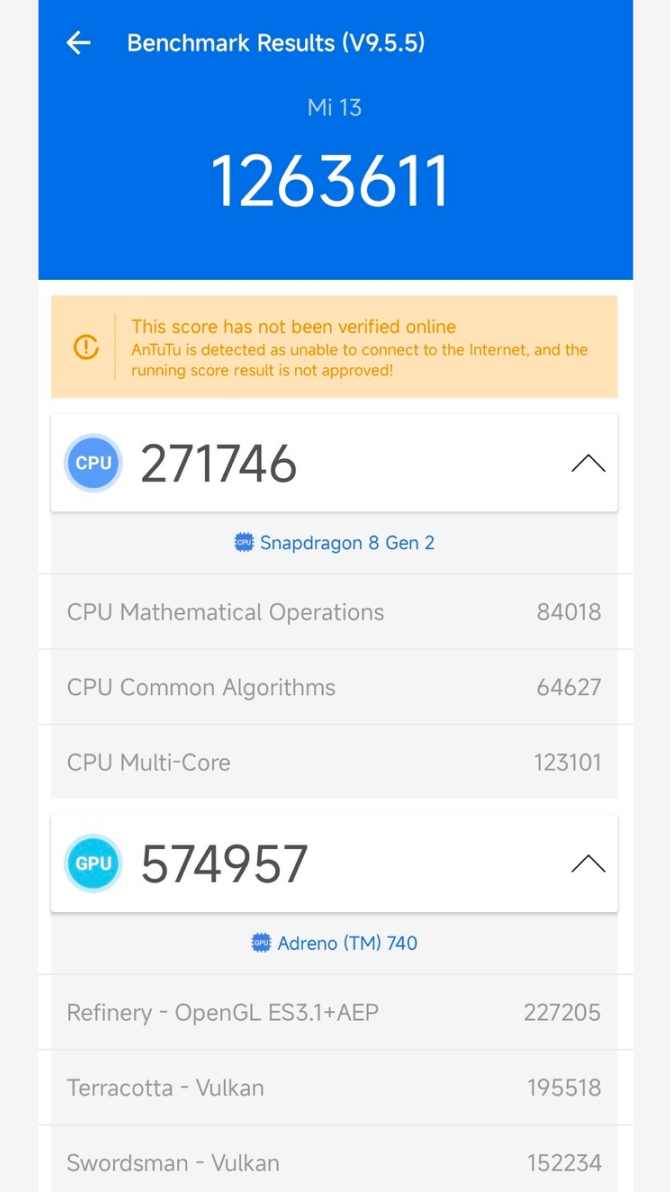 Benchmark Results (V9.5.5)
Mi 13
1263611
This score has not been verified online
AnTuTu is detected as unable to connect to the Internet, and the
running score result is not approved!
CPU 271746
CPU Snapdragon 8 Gen 2
CPU Mathematical Operations 84018
CPU Common Algorithms 64627
CPU Multi-Core 123101
GPU 574957
GPU Adreno (TM) 740
Refinery - OpenGL ES3.1+AEP 227205
Terracotta - Vulkan 195518
Swordsman - Vulkan 152234